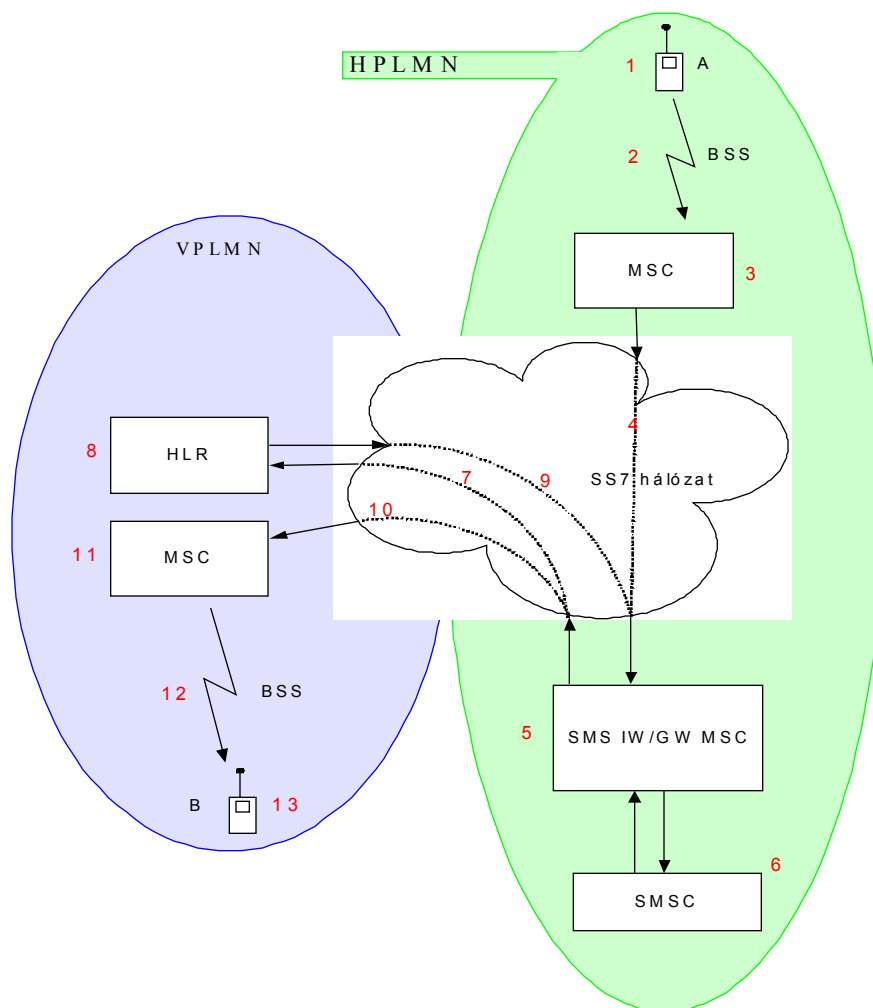 HPLMN
1
A
2
BSS
VPLMN
MSC
3
4
8
HLR
7
9
SS7 hálózat
10
11
MSC
12
BSS
5
SMS IW/GW MSC
B
13
6
SMSC